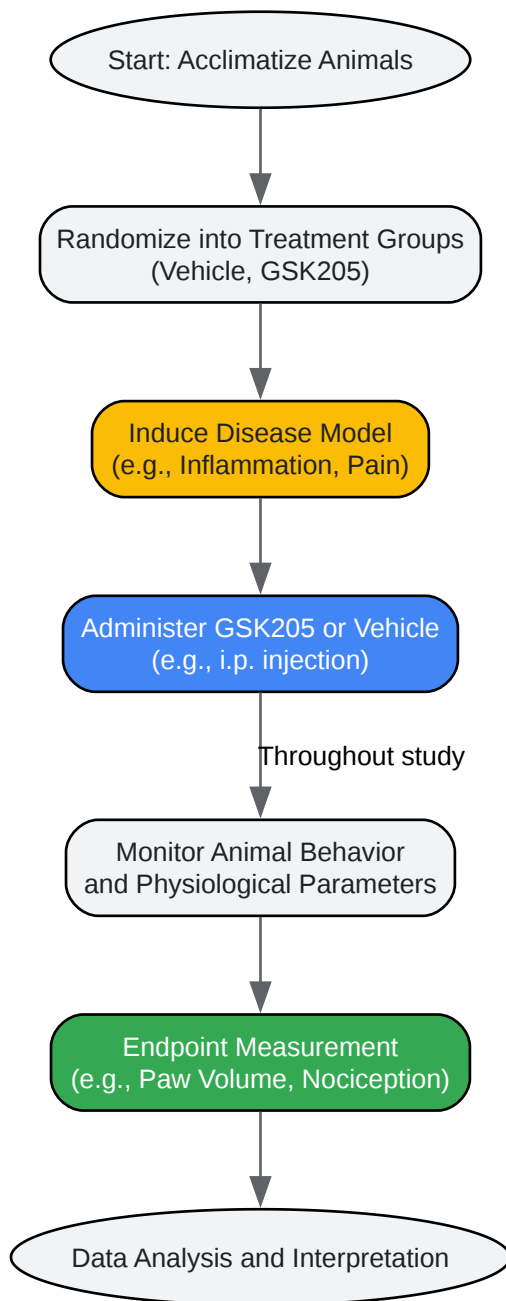 Start: Acclimatize Animals
Randomize into Treatment Groups
(Vehicle, GSK205)
Induce Disease Model
(e.g., Inflammation, Pain)
Administer GSK205 or Vehicle
(e.g., i.p. injection)
Throughout study
Monitor Animal Behavior
and Physiological Parameters
Endpoint Measurement
(e.g., Paw Volume, Nociception)
Data Analysis and Interpretation